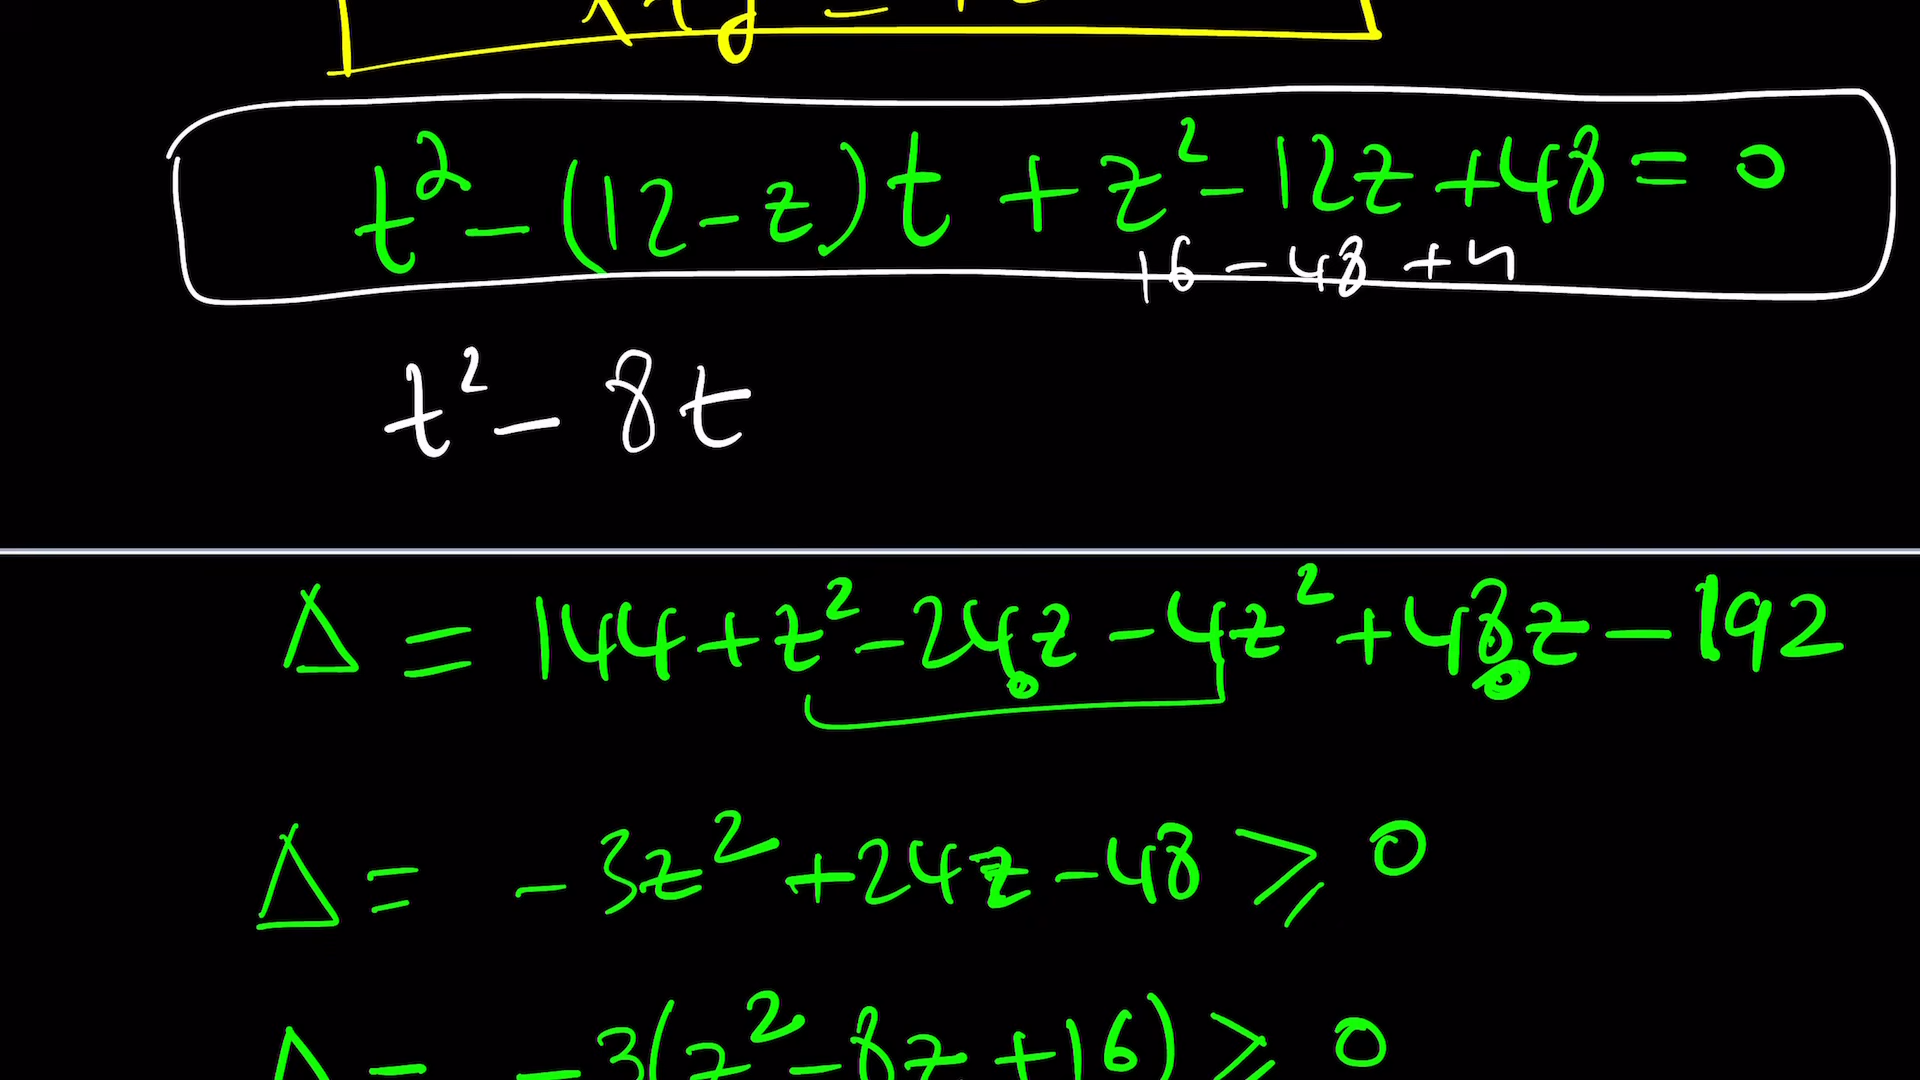 t² - (12-z)t + z² - 12z + 48 = 0
16 - 48 + 4
t² - 8t
Δ = 144 + z² - 24z - 4z² + 48z - 192
Δ = -3z² + 24z - 48 ⩾ 0
Δ = -3(z² - 8z + 16) ⩾ 0